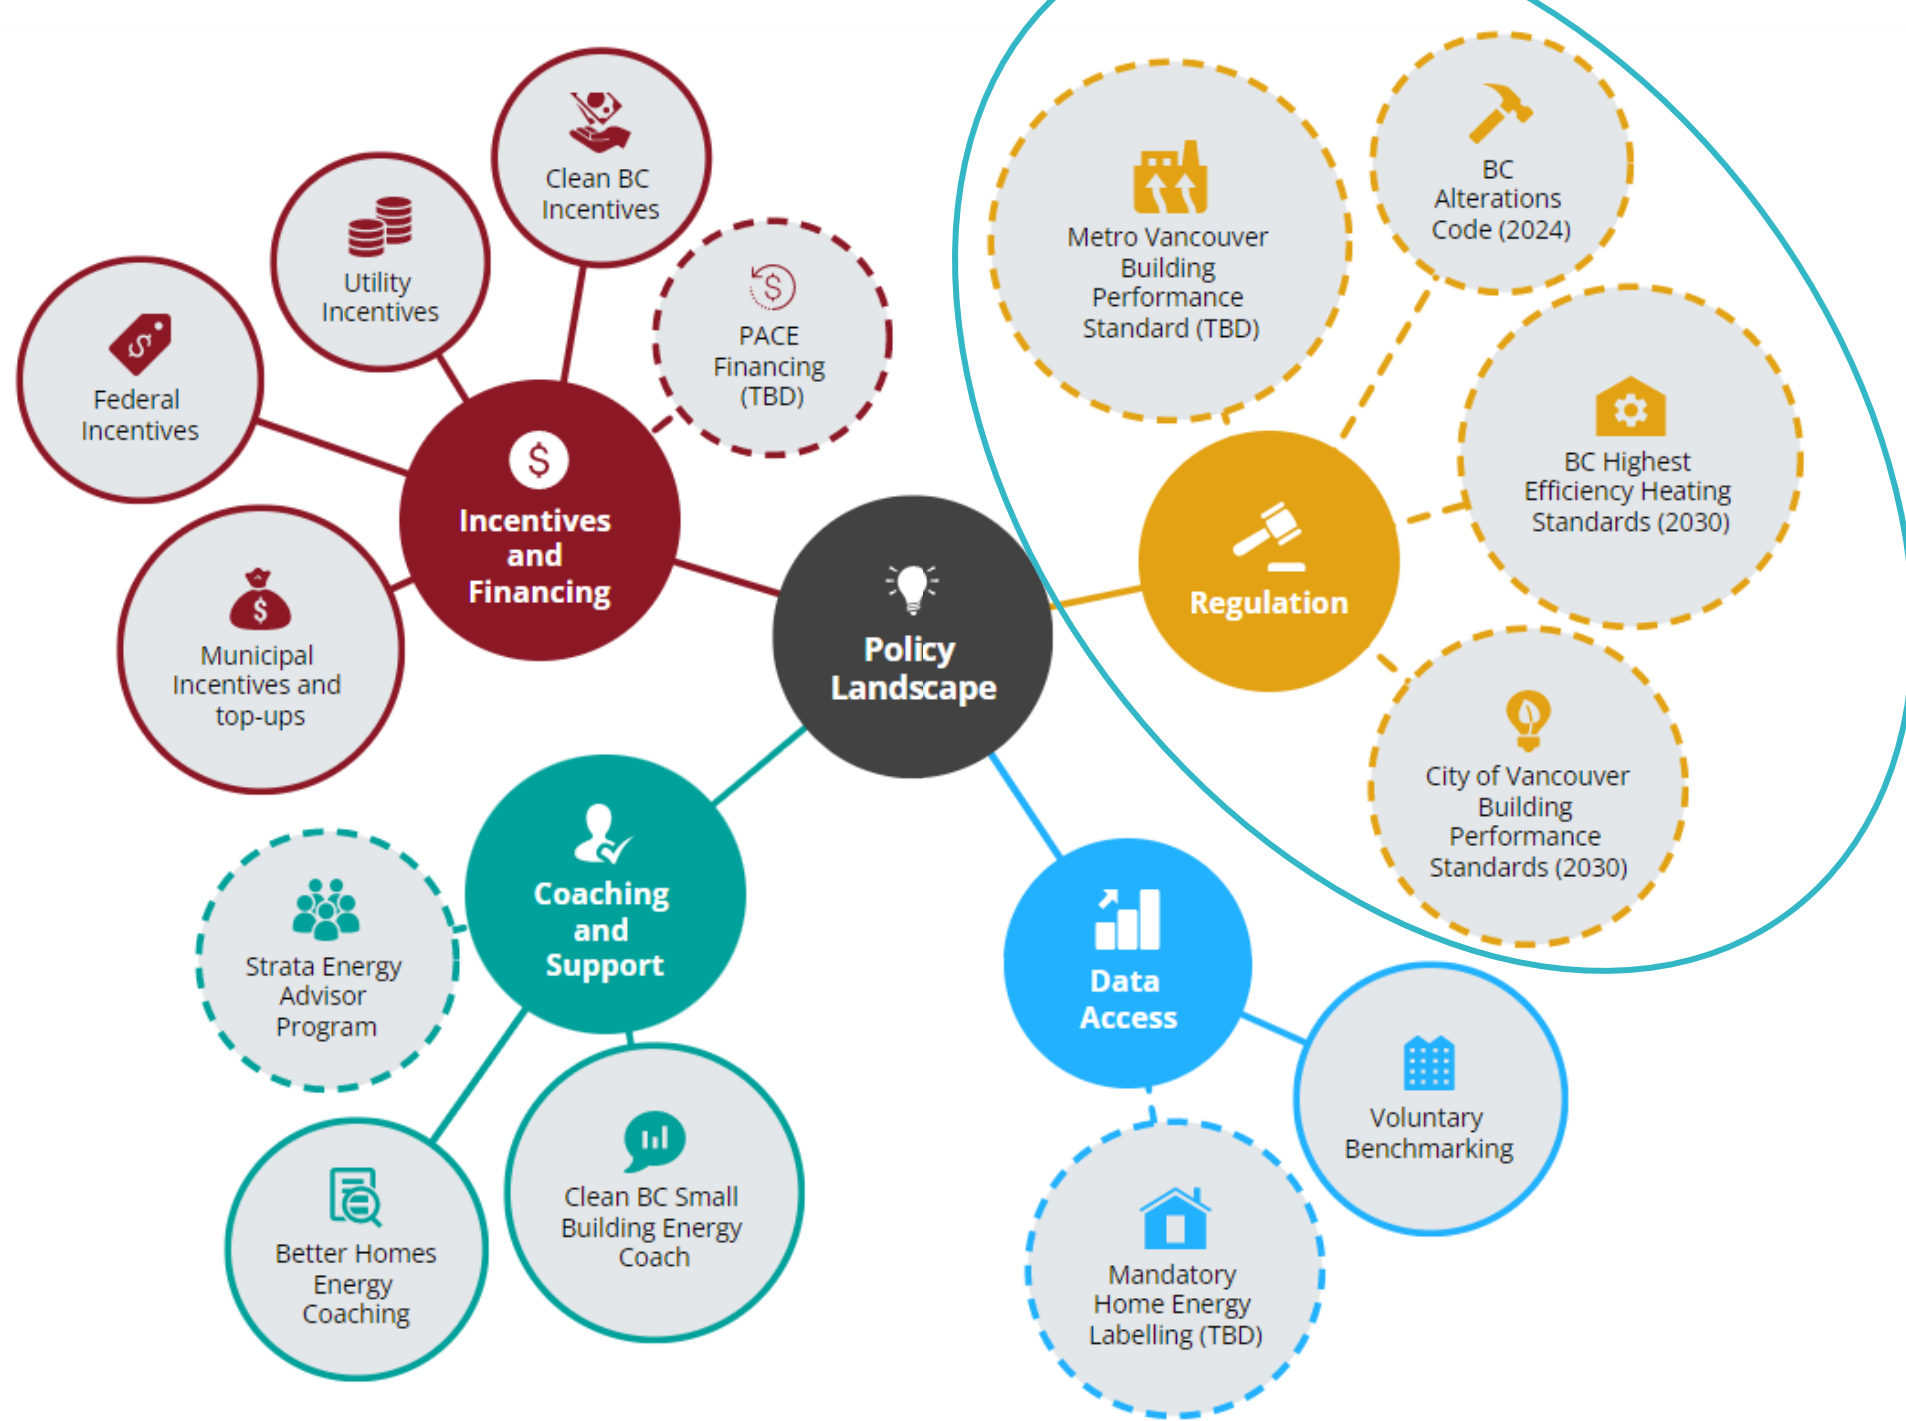 Clean BC
Incentives
Utility
Incentives
Federal
Incentives
PACE
Financing
(TBD)
Municipal
Incentives and
top-ups
$
Incentives
and
Financing
Policy
Landscape
Metro Vancouver
Building
Performance
Standard (TBD)
BC
Alterations
Code (2024)
BC Highest
Efficiency Heating
Standards (2030)
Regulation
City of Vancouver
Building
Performance
Standards (2030)
Coaching
and
Support
Strata Energy
Advisor
Program
Better Homes
Energy
Coaching
Clean BC Small
Building Energy
Coach
Data
Access
Voluntary
Benchmarking
Mandatory
Home Energy
Labelling (TBD)